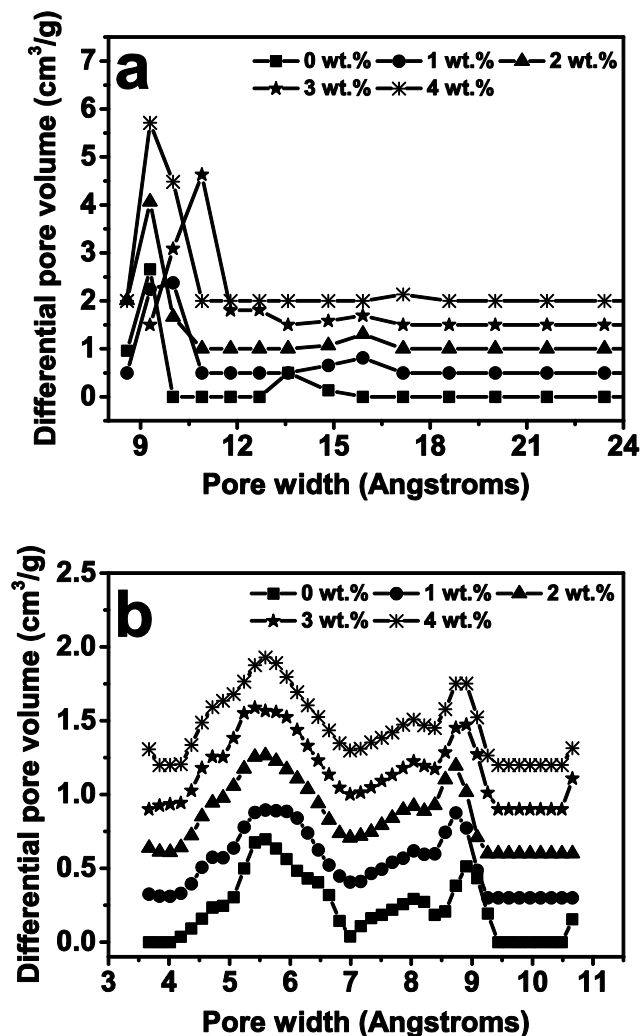 a
0 wt.% 1 wt.% 2 wt.%
3 wt.% 4 wt.%
Differential pore volume (cm³/g)
7
6
5
4
3
2
1
0
9 12 15 18 21 24
Pore width (Angstroms)
b
0 wt.% 1 wt.% 2 wt.%
3 wt.% 4 wt.%
Differential pore volume (cm³/g)
2.5
2.0
1.5
1.0
0.5
0.0
3 4 5 6 7 8 9 10 11
Pore width (Angstroms)